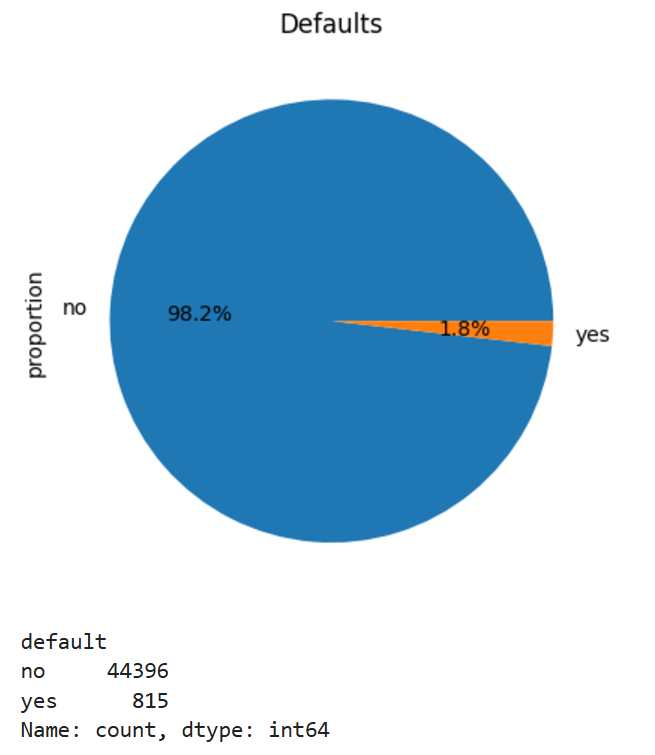 Defaults
proportion
no
98.2%
1.8%
yes
default
no 44396
yes 815
Name: count, dtype: int64